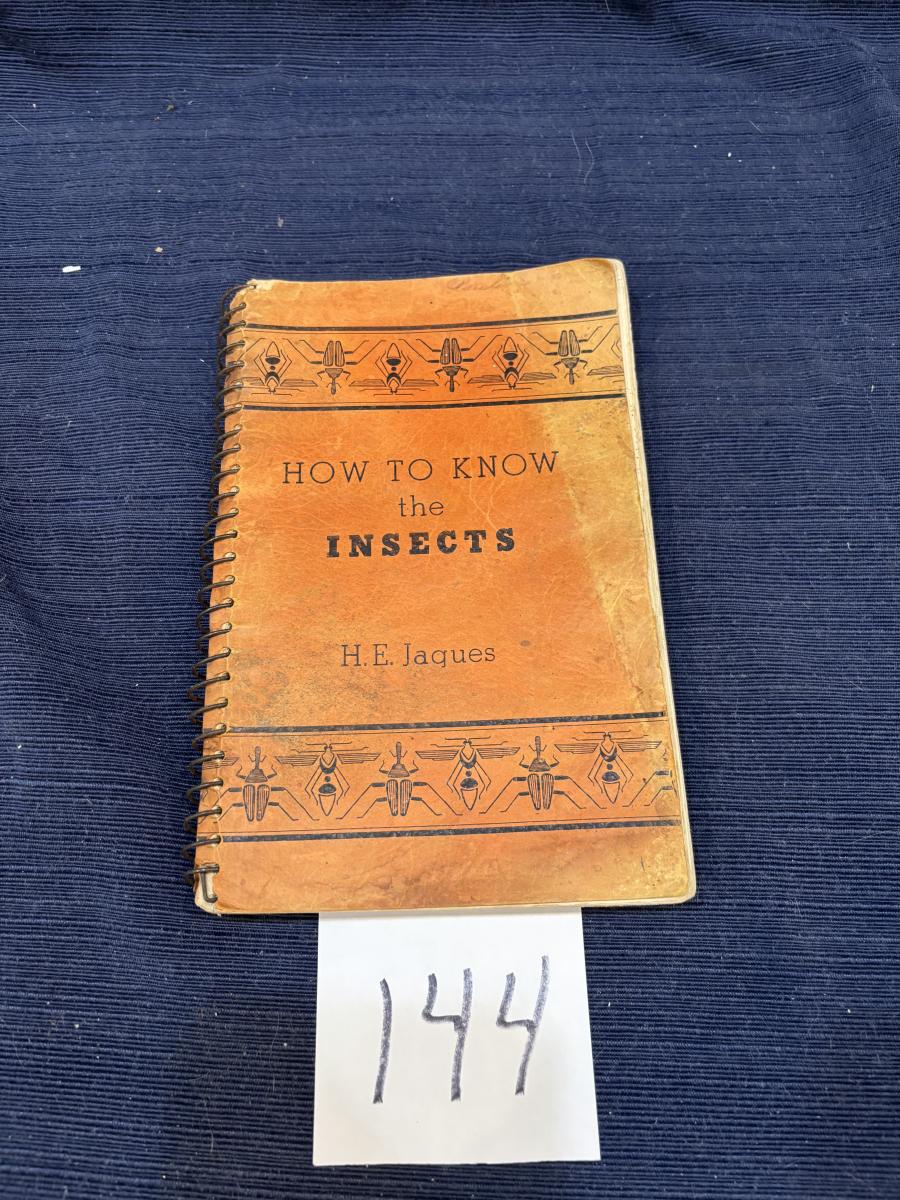 HOW TO KNOW
the
INSECTS
H.E. Jaques
144